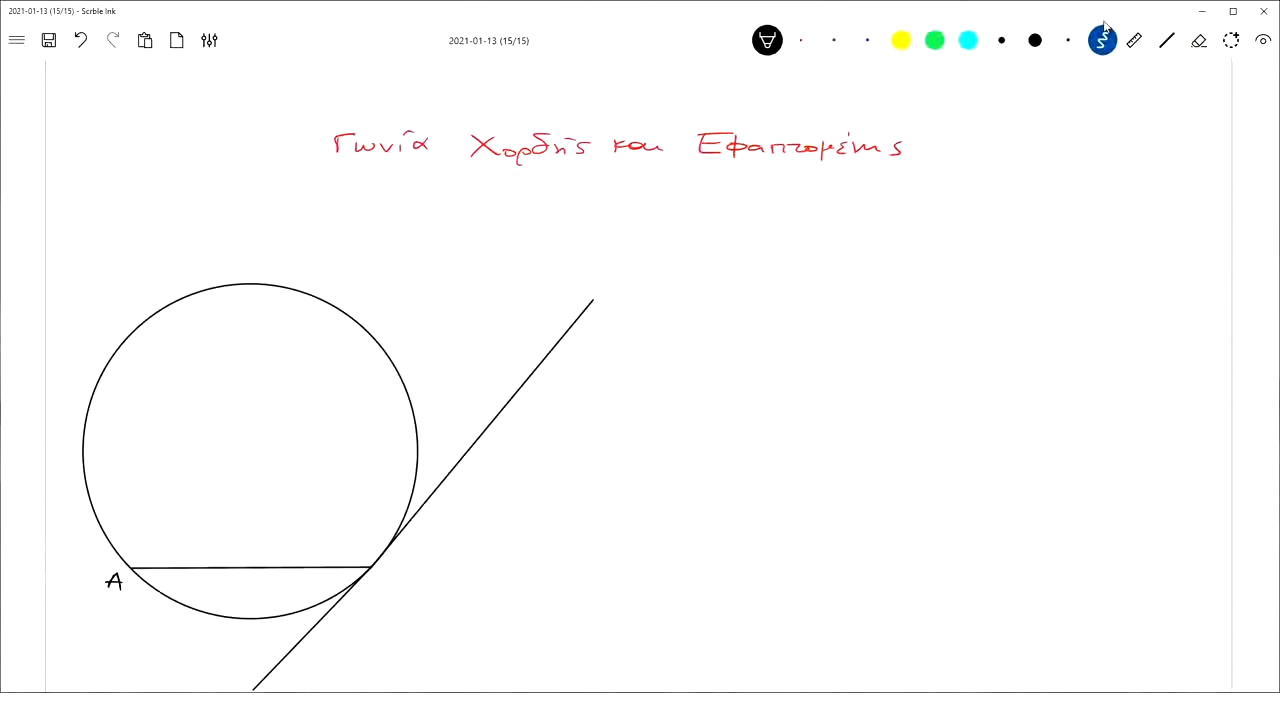 2021-01-13 (15/15) - Scrble Ink
2021-01-13 (15/15)
Γωνία Χορδής και Εφαπτομένης
A